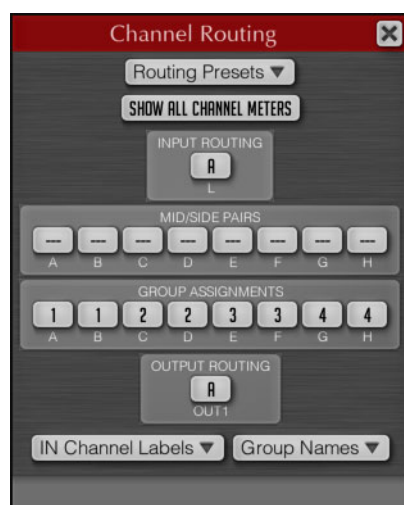 Channel Routing
Routing Presets ▼
SHOW ALL CHANNEL METERS
INPUT ROUTING
A
L
MID/SIDE PAIRS
--- --- --- --- --- --- --- ---
A B C D E F G H
GROUP ASSIGNMENTS
1 1 2 2 3 3 4 4
A B C D E F G H
OUTPUT ROUTING
A
OUT1
IN Channel Labels ▼ Group Names ▼